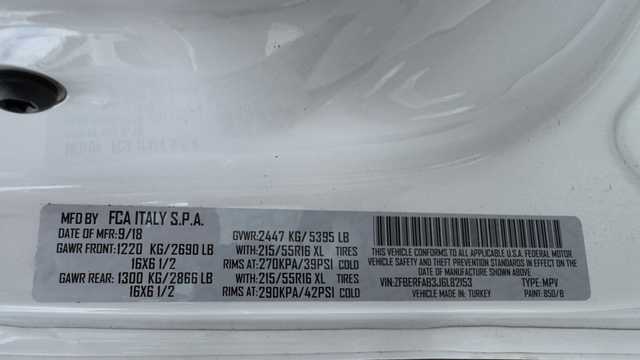 MFD BY FCA ITALY S.P.A.
DATE OF MFR:9/18 GVWR:2447 KG/5395 LB
GAWR FRONT:1220 KG/2690 LB WITH:215/55R16 XL TIRES
16X6 1/2 RIMS AT:270KPA/39PSI COLD
GAWR REAR:1300 KG/2866 LB WITH:215/55R16 XL TIRES
16X6 1/2 RIMS AT:290KPA/42PSI COLD
THIS VEHICLE CONFORMS TO ALL APPLICABLE U.S.A. FEDERAL MOTOR
VEHICLE SAFETY AND THEFT PREVENTION STANDARDS IN EFFECT
ON THE DATE OF MANUFACTURE SHOWN ABOVE.
VIN:ZFBERFAB3J6L82153 TYPE: MPV
VEHICLE MADE IN: TURKEY PAINT: 850/B